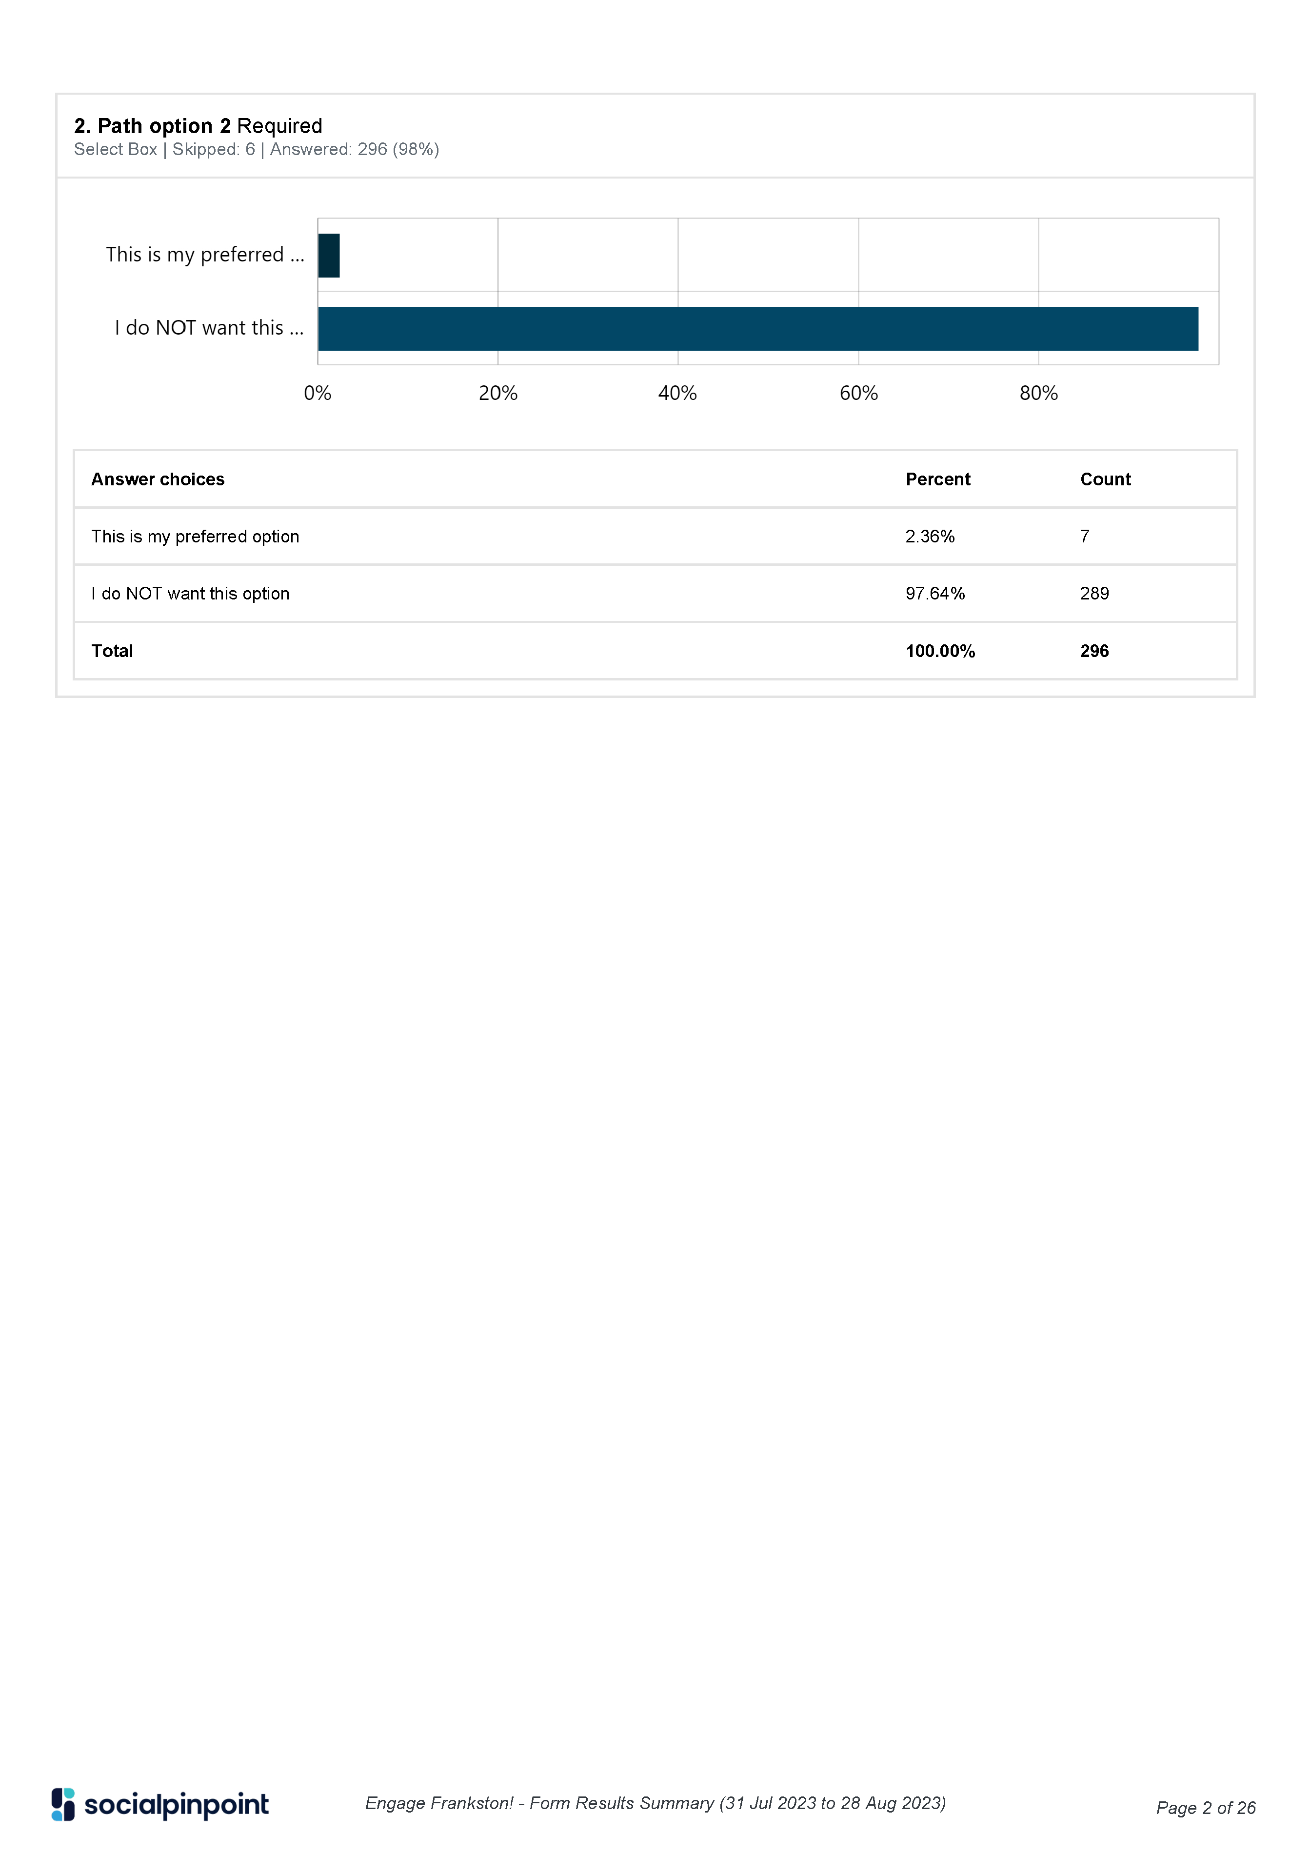 2. Path option 2 Required
Select Box | Skipped: 6 | Answered: 296 (98%)
This is my preferred ...
I do NOT want this ...
0% 20% 40% 60% 80%
Answer choices Percent Count
This is my preferred option 2.36% 7
I do NOT want this option 97.64% 289
Total 100.00% 296
socialpinpoint Engage Frankston! - Form Results Summary (31 Jul 2023 to 28 Aug 2023) Page 2 of 26